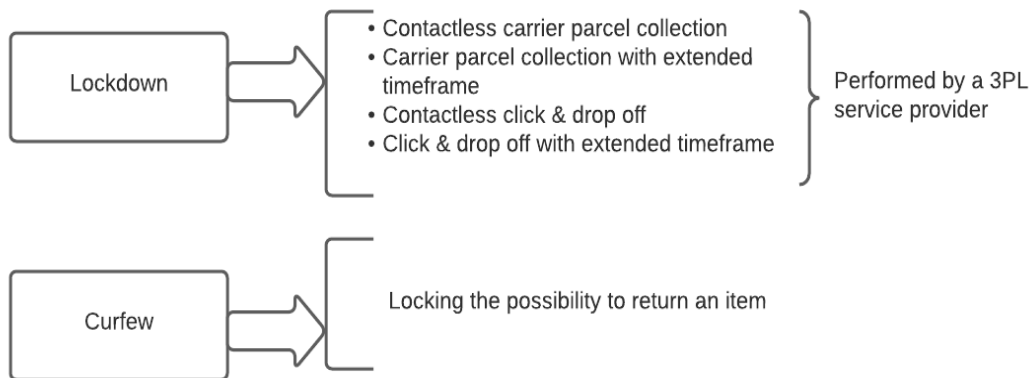 Lockdown
• Contactless carrier parcel collection
• Carrier parcel collection with extended
timeframe
• Contactless click & drop off
• Click & drop off with extended timeframe
Performed by a 3PL
service provider
Curfew
Locking the possibility to return an item